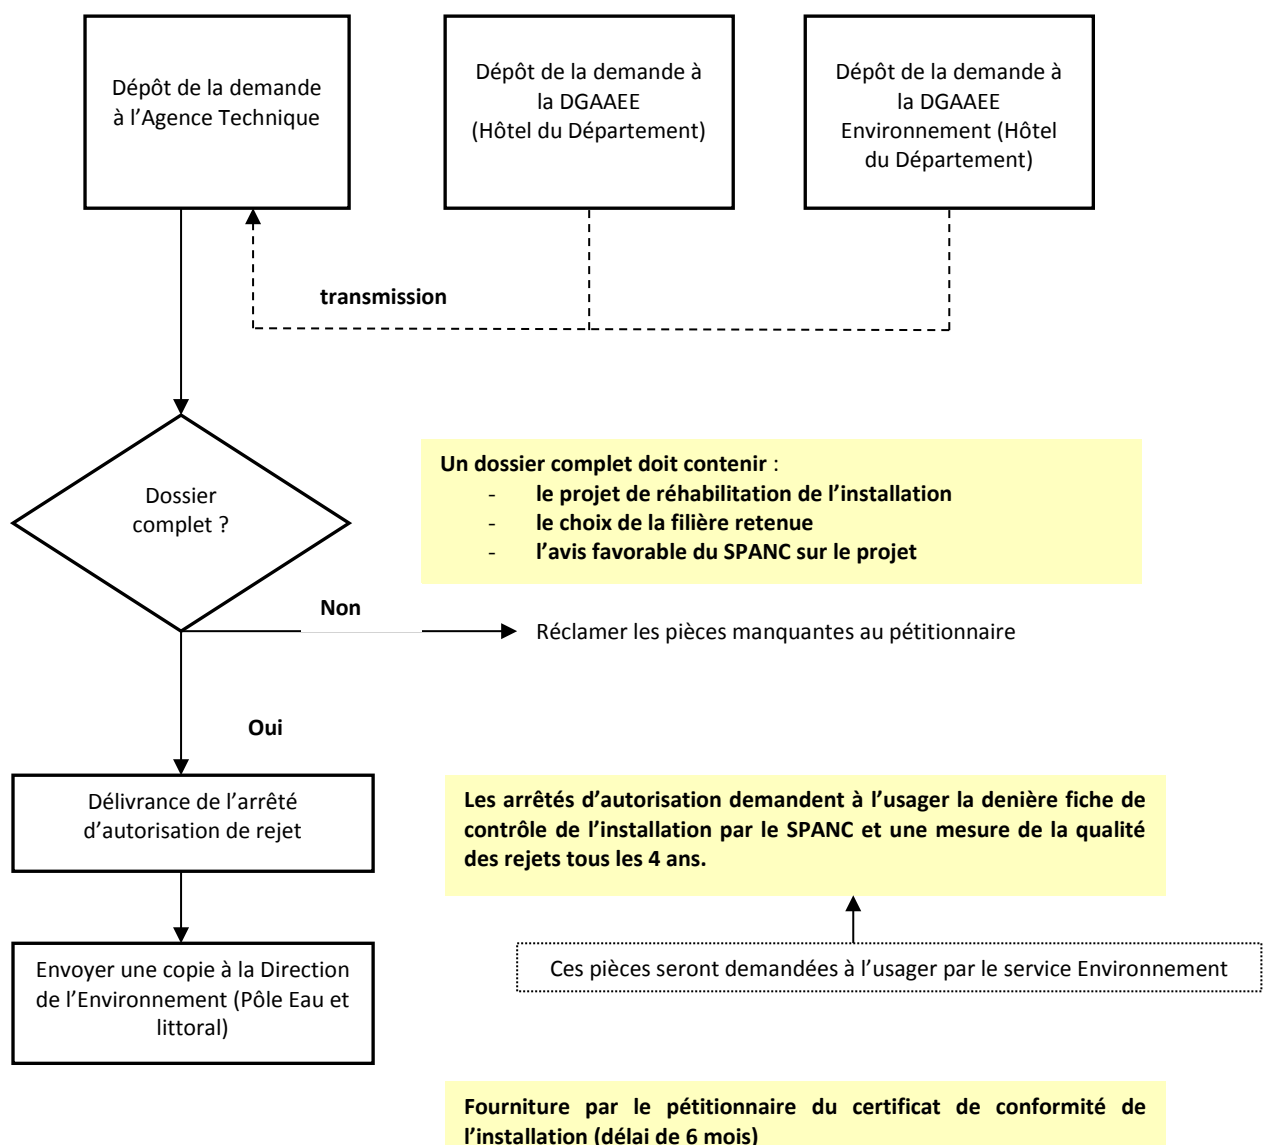 Dépôt de la demande
à l’Agence Technique
Dépôt de la demande à
la DGAAEE
(Hôtel du Département)
Dépôt de la demande à
la DGAAEE
Environnement (Hôtel
du Département)
transmission
Dossier
complet ?
Un dossier complet doit contenir :
- le projet de réhabilitation de l’installation
- le choix de la filière retenue
- l’avis favorable du SPANC sur le projet
Non
Réclamer les pièces manquantes au pétitionnaire
Oui
Délivrance de l’arrêté
d’autorisation de rejet
Les arrêtés d’autorisation demandent à l’usager la denière fiche de
contrôle de l’installation par le SPANC et une mesure de la qualité
des rejets tous les 4 ans.
Envoyer une copie à la Direction
de l’Environnement (Pôle Eau et
littoral)
Ces pièces seront demandées à l’usager par le service Environnement
Fourniture par le pétitionnaire du certificat de conformité de
l’installation (délai de 6 mois)